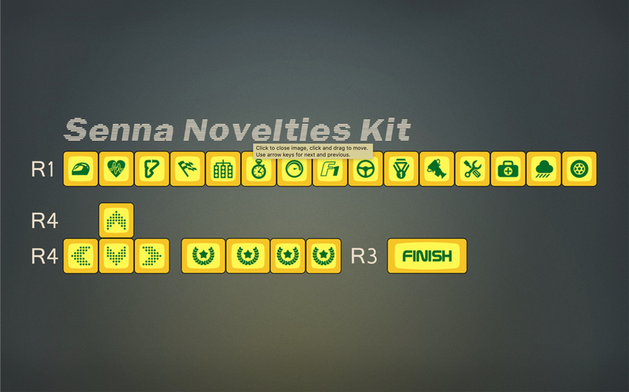 Senna Novelties Kit
Click to close image, click and drag to move.
Use arrow keys for next and previous.
R1
F1
R4
R4
R3
FINISH